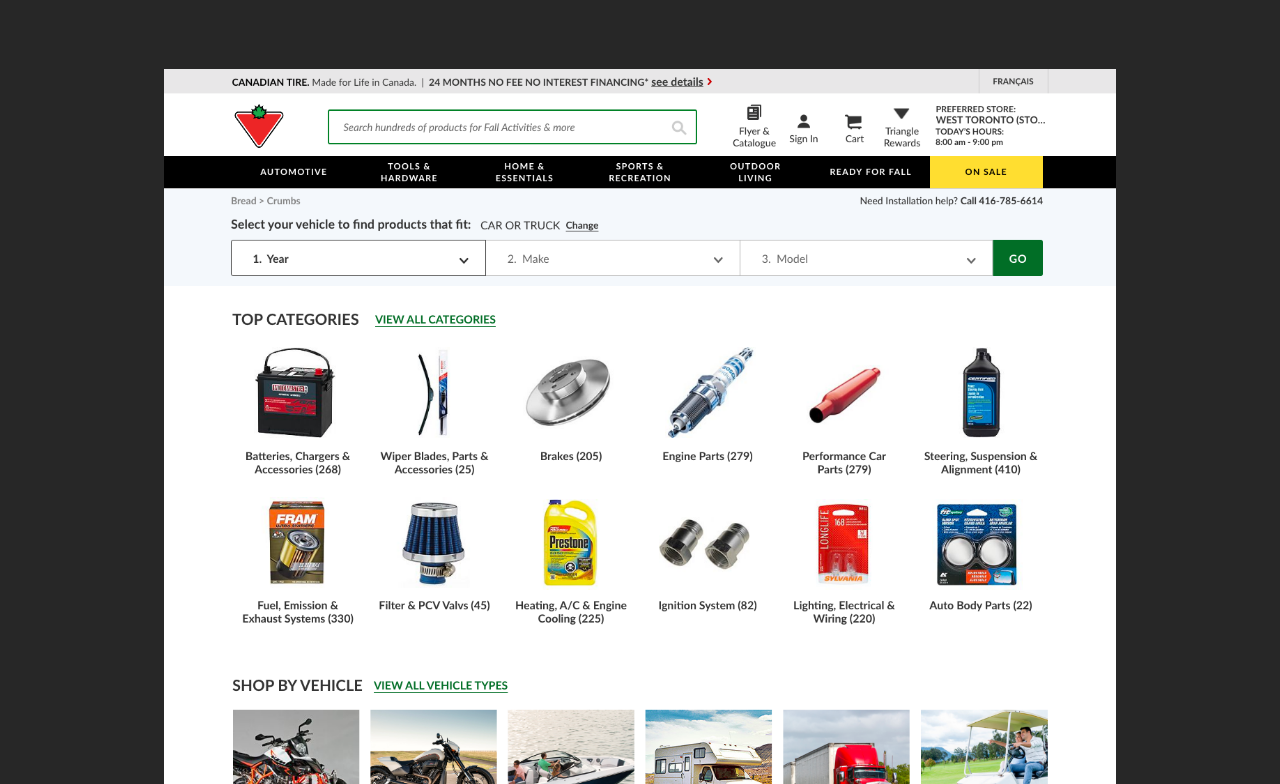 CANADIAN TIRE. Made for Life in Canada. | 24 MONTHS NO FEE NO INTEREST FINANCING* see details
FRANÇAIS
Search hundreds of products for Fall Activities & more
Flyer &
Catalogue
Sign In
Cart
Triangle
Rewards
PREFERRED STORE:
WEST TORONTO (STO...
TODAY'S HOURS:
8:00 am - 9:00 pm
AUTOMOTIVE
TOOLS &
HARDWARE
HOME &
ESSENTIALS
SPORTS &
RECREATION
OUTDOOR
LIVING
READY FOR FALL
ON SALE
Bread > Crumbs
Need Installation help? Call 416-785-6614
Select your vehicle to find products that fit: CAR OR TRUCK Change
1. Year
2. Make
3. Model
GO
TOP CATEGORIES
VIEW ALL CATEGORIES
Batteries, Chargers &
Accessories (268)
Wiper Blades, Parts &
Accessories (25)
Brakes (205)
Engine Parts (279)
Performance Car
Parts (279)
Steering, Suspension &
Alignment (410)
FRAM
Prestone
LONGLIFE
168
SYLVANIA
Fuel, Emission &
Exhaust Systems (330)
Filter & PCV Valvs (45)
Heating, A/C & Engine
Cooling (225)
Ignition System (82)
Lighting, Electrical &
Wiring (220)
Auto Body Parts (22)
SHOP BY VEHICLE
VIEW ALL VEHICLE TYPES